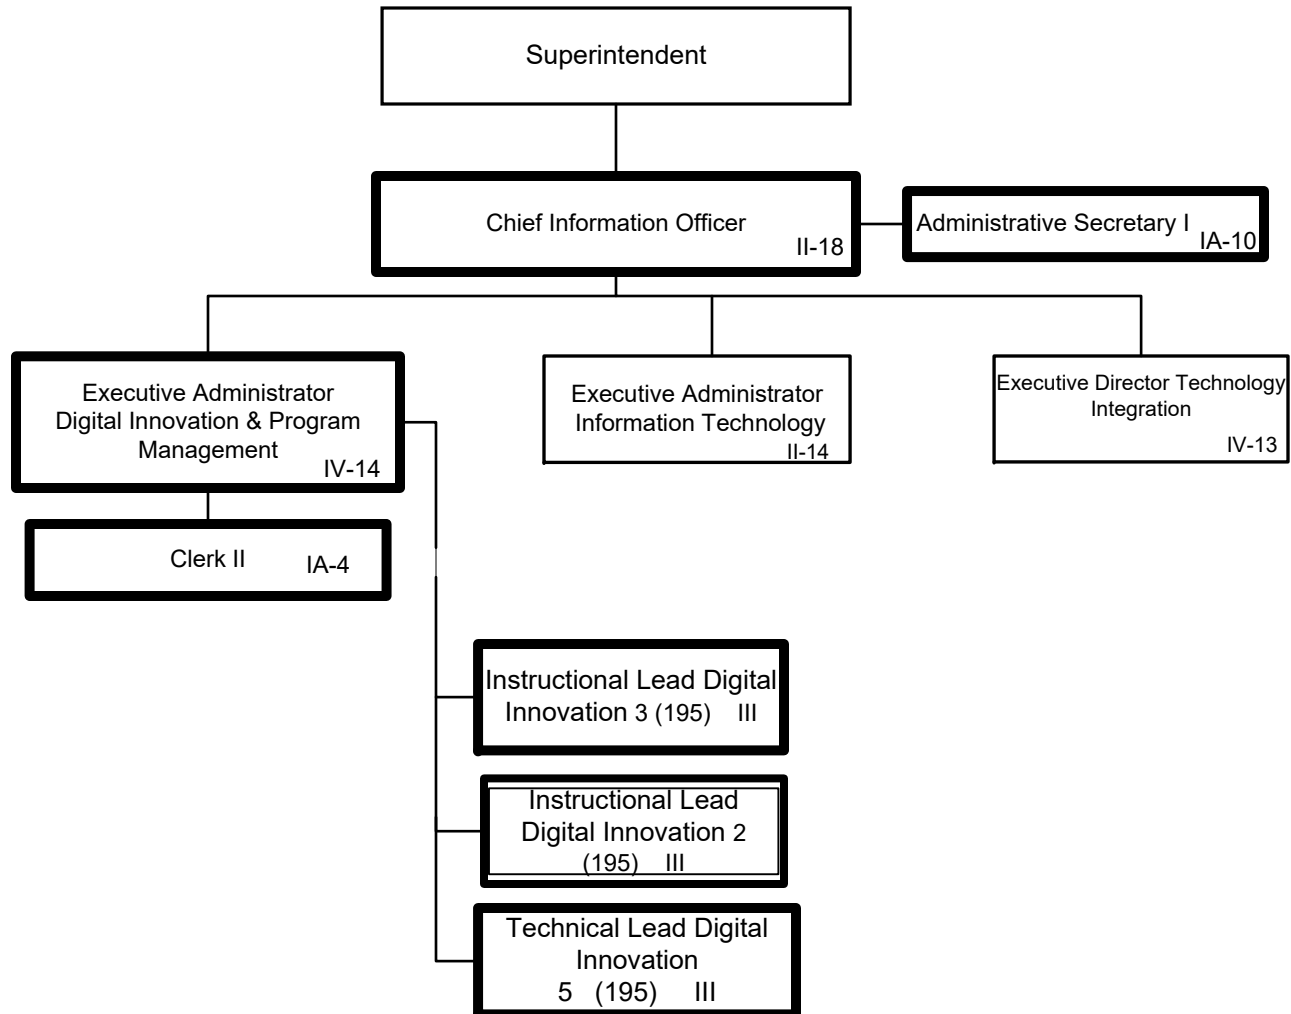 Superintendent
Chief Information Officer
II-18
Administrative Secretary I
IA-10
Executive Administrator
Digital Innovation & Program
Management
IV-14
Executive Administrator
Information Technology
II-14
Executive Director Technology
Integration
IV-13
Clerk II IA-4
Instructional Lead Digital
Innovation 3 (195) III
Instructional Lead
Digital Innovation 2
(195) III
Technical Lead Digital
Innovation
5 (195) III